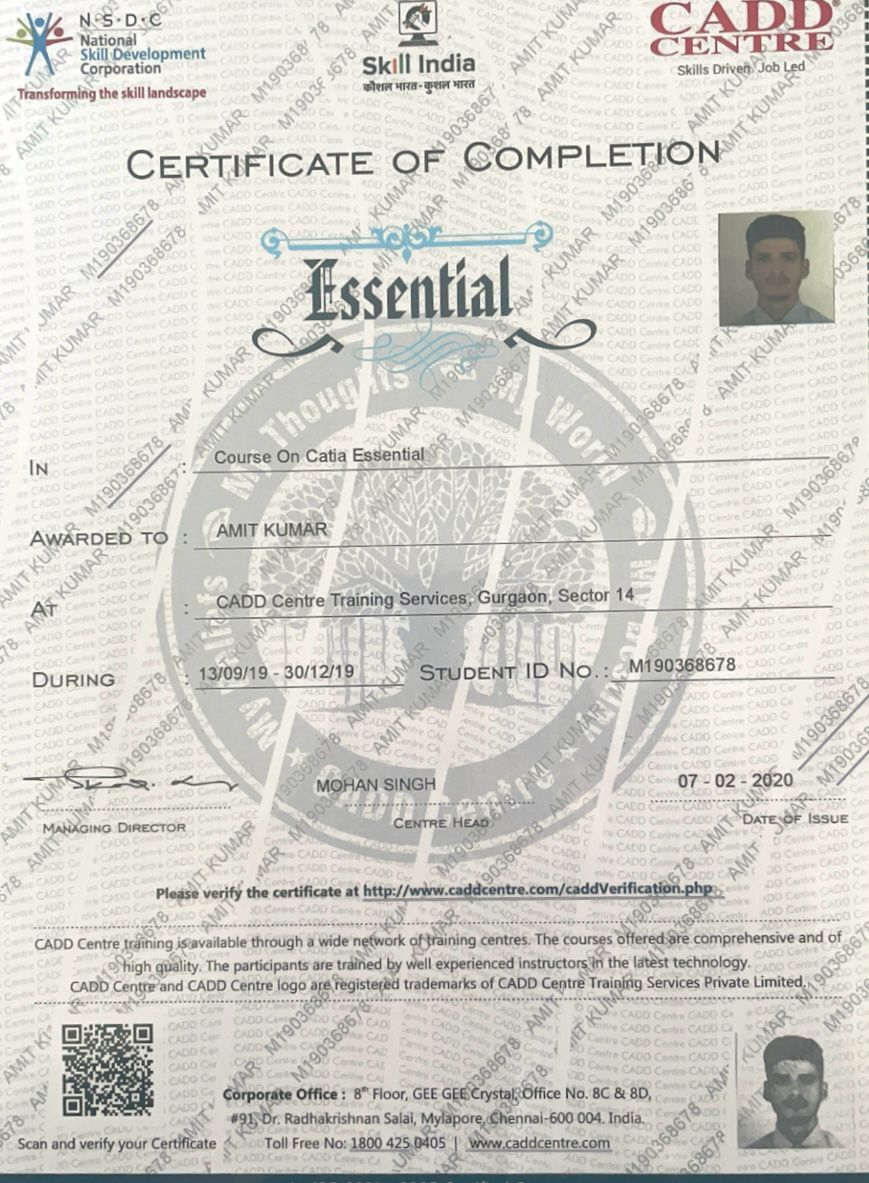 N·S·D·C
National
Skill Development
Corporation
Transforming the skill landscape
Skill India
कौशल भारत - कुशल भारत
CADD
CENTRE
Skills Driven. Job Led
CERTIFICATE OF COMPLETION
Essential
IN : Course On Catia Essential
AWARDED TO : AMIT KUMAR
AT : CADD Centre Training Services, Gurgaon, Sector 14
DURING : 13/09/19 - 30/12/19 STUDENT ID NO. : M190368678
MOHAN SINGH
07 - 02 - 2020
MANAGING DIRECTOR
CENTRE HEAD
DATE OF ISSUE
Please verify the certificate at http://www.caddcentre.com/caddVerification.php
CADD Centre training is available through a wide network of training centres. The courses offered are comprehensive and of
high quality. The participants are trained by well experienced instructors in the latest technology.
CADD Centre and CADD Centre logo are registered trademarks of CADD Centre Training Services Private Limited.
Corporate Office : 8th Floor, GEE GEE Crystal, Office No. 8C & 8D,
#91, Dr. Radhakrishnan Salai, Mylapore, Chennai-600 004. India.
Scan and verify your Certificate
Toll Free No: 1800 425 0405 | www.caddcentre.com